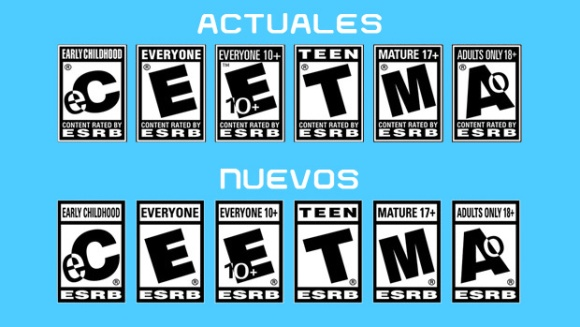 ACTUALES
EARLY CHILDHOOD EVERYONE EVERYONE 10+ TEEN MATURE 17+ ADULTS ONLY 18+
® ® ™ ® ® ®
eC E E 10+ T M AO
CONTENT RATED BY CONTENT RATED BY CONTENT RATED BY CONTENT RATED BY CONTENT RATED BY CONTENT RATED BY
ESRB ESRB ESRB ESRB ESRB ESRB
NUEVOS
EARLY CHILDHOOD EVERYONE EVERYONE 10+ TEEN MATURE 17+ ADULTS ONLY 18+
eC E E 10+ T M AO
® ® ® ® ® ®
ESRB ESRB ESRB ESRB ESRB ESRB